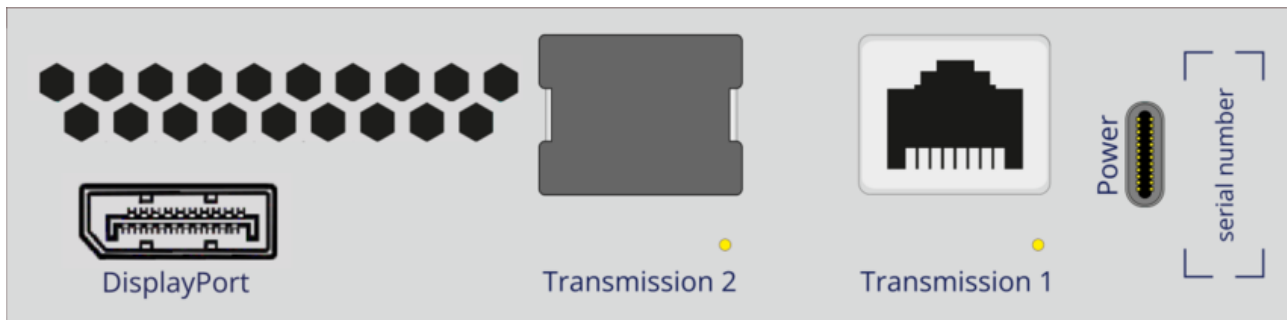 DisplayPort
Transmission 2
Transmission 1
Power
serial number